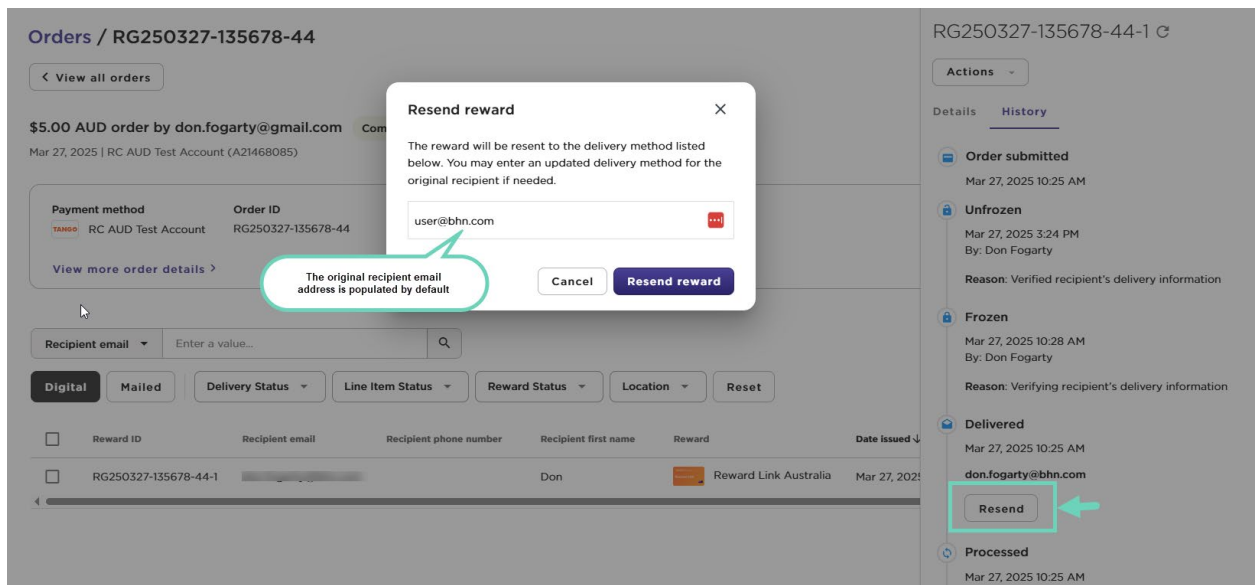 Orders / RG250327-135678-44
View all orders
$5.00 AUD order by don.fogarty@gmail.com Com
Mar 27, 2025 | RC AUD Test Account (A21468085)
Payment method
Order ID
TANGO RC AUD Test Account
RG250327-135678-44
View more order details >
Resend reward
The reward will be resent to the delivery method listed
below. You may enter an updated delivery method for the
original recipient if needed.
user@bhn.com
Cancel
Resend reward
The original recipient email
address is populated by default
Recipient email
Enter a value...
Digital
Mailed
Delivery Status
Line Item Status
Reward Status
Location
Reset
Reward ID
Recipient email
Recipient phone number
Recipient first name
Reward
Date issued
RG250327-135678-44-1
Don
Reward Link Australia
Mar 27, 2025
RG250327-135678-44-1
Actions
Details
History
Order submitted
Mar 27, 2025 10:25 AM
Unfrozen
Mar 27, 2025 3:24 PM
By: Don Fogarty
Reason: Verified recipient's delivery information
Frozen
Mar 27, 2025 10:28 AM
By: Don Fogarty
Reason: Verifying recipient's delivery information
Delivered
Mar 27, 2025 10:25 AM
don.fogarty@bhn.com
Resend
Processed
Mar 27, 2025 10:25 AM